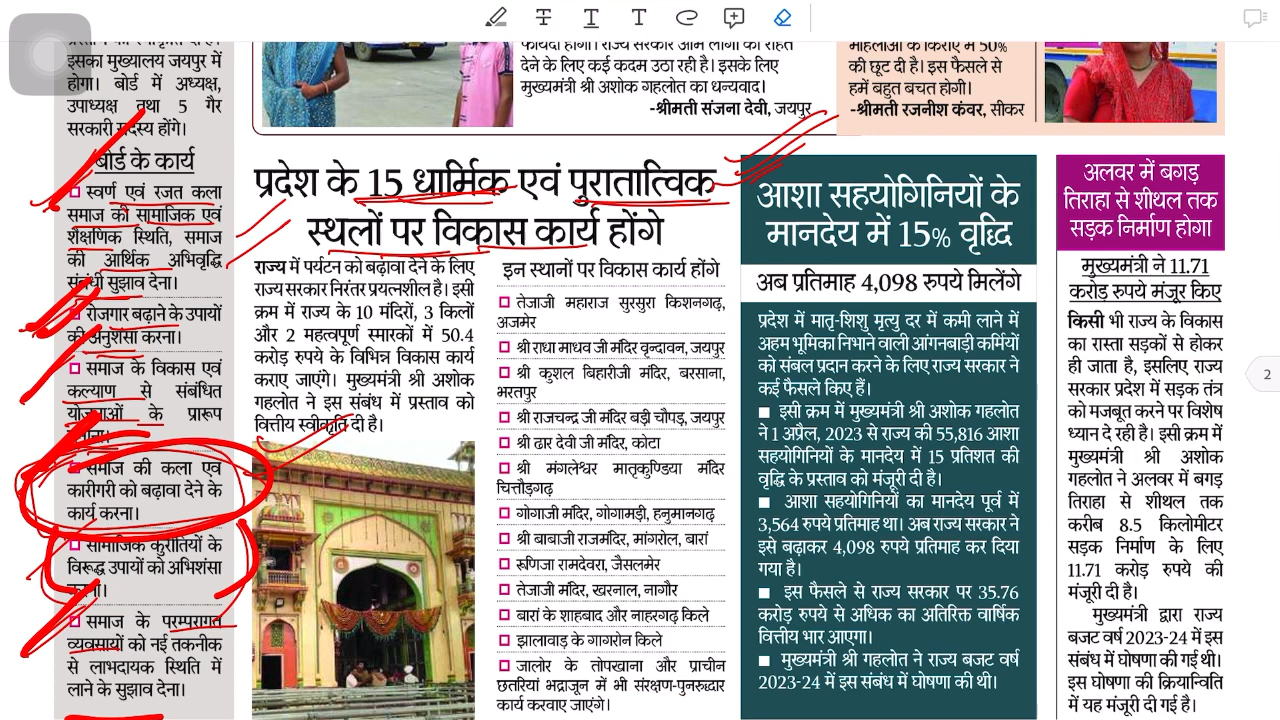 इसका मुख्यालय जयपुर में
होगा। बोर्ड में अध्यक्ष,
उपाध्यक्ष तथा 5 गैर
सरकारी सदस्य होंगे।
बोर्ड के कार्य
स्वर्ण एवं रजत कला
समाज की सामाजिक एवं
शैक्षणिक स्थिति, समाज
की आर्थिक अभिवृद्धि
संबंधी सुझाव देना।
रोजगार बढ़ाने के उपायों
की अनुशंसा करना।
समाज के विकास एवं
कल्याण से संबंधित
योजनाओं के प्रारूप
समाज की कला एवं
कारीगरी को बढ़ावा देने के
कार्य करना।
सामाजिक कुरीतियों के
विरूद्ध उपायों को अभिशंसा
समाज के परम्परागत
व्यवसायों को नई तकनीक
से लाभदायक स्थिति में
लाने के सुझाव देना।
फायदा होगा। राज्य सरकार आम लोगों को राहत
देने के लिए कई कदम उठा रही है। इसके लिए
मुख्यमंत्री श्री अशोक गहलोत का धन्यवाद।
-श्रीमती संजना देवी, जयपुर
महिलाओं के किराए में 50%
की छूट दी है। इस फैसले से
हमें बहुत बचत होगी।
-श्रीमती रजनीश कंवर, सीकर
प्रदेश के 15 धार्मिक एवं पुरातात्विक
स्थलों पर विकास कार्य होंगे
राज्य में पर्यटन को बढ़ावा देने के लिए
राज्य सरकार निरंतर प्रयत्नशील है। इसी
क्रम में राज्य के 10 मंदिरों, 3 किलों
और 2 महत्वपूर्ण स्मारकों में 50.4
करोड़ रुपये के विभिन्न विकास कार्य
कराए जाएंगे। मुख्यमंत्री श्री अशोक
गहलोत ने इस संबंध में प्रस्ताव को
वित्तीय स्वीकृति दी है।
इन स्थानों पर विकास कार्य होंगे
तेजाजी महाराज सुरसुरा किशनगढ़,
अजमेर
श्री राधा माधव जी मंदिर वृन्दावन, जयपुर
श्री कुशल बिहारीजी मंदिर, बरसाना,
भरतपुर
श्री राजचन्द्र जी मंदिर बड़ी चौपड़, जयपुर
श्री ढार देवी जी मंदिर, कोटा
श्री मंगलेश्वर मातृकुण्डिया मंदिर
चित्तौड़गढ़
गोगाजी मंदिर, गोगामड़ी, हनुमानगढ़
श्री बाबाजी राजमंदिर, मांगरोल, बारां
रूणिजा रामदेवरा, जैसलमेर
तेजाजी मंदिर, खरनाल, नागौर
बारां के शाहबाद और नाहरगढ़ किले
झालावाड़ के गागरोन किले
जालोर के तोपखाना और प्राचीन
छतरियां भद्राजून में भी संरक्षण-पुनरुद्धार
कार्य करवाए जाएंगे।
आशा सहयोगिनियों के
मानदेय में 15% वृद्धि
अब प्रतिमाह 4,098 रुपये मिलेंगे
प्रदेश में मातृ-शिशु मृत्यु दर में कमी लाने में
अहम भूमिका निभाने वाली आंगनबाड़ी कर्मियों
को संबल प्रदान करने के लिए राज्य सरकार ने
कई फैसले किए हैं।
इसी क्रम में मुख्यमंत्री श्री अशोक गहलोत
ने 1 अप्रैल, 2023 से राज्य की 55,816 आशा
सहयोगिनियों के मानदेय में 15 प्रतिशत की
वृद्धि के प्रस्ताव को मंजूरी दी है।
आशा सहयोगिनियों का मानदेय पूर्व में
3,564 रुपये प्रतिमाह था। अब राज्य सरकार ने
इसे बढ़ाकर 4,098 रुपये प्रतिमाह कर दिया
गया है।
इस फैसले से राज्य सरकार पर 35.76
करोड़ रुपये से अधिक का अतिरिक्त वार्षिक
वित्तीय भार आएगा।
मुख्यमंत्री श्री गहलोत ने राज्य बजट वर्ष
2023-24 में इस संबंध में घोषणा की थी।
अलवर में बगड़
तिराहा से शीथल तक
सड़क निर्माण होगा
मुख्यमंत्री ने 11.71
करोड़ रुपये मंजूर किए
किसी भी राज्य के विकास
का रास्ता सड़कों से होकर
ही जाता है, इसलिए राज्य
सरकार प्रदेश में सड़क तंत्र
को मजबूत करने पर विशेष
ध्यान दे रही है। इसी क्रम में
मुख्यमंत्री श्री अशोक
गहलोत ने अलवर में बगड़
तिराहा से शीथल तक
करीब 8.5 किलोमीटर
सड़क निर्माण के लिए
11.71 करोड़ रुपये की
मंजूरी दी है।
मुख्यमंत्री द्वारा राज्य
बजट वर्ष 2023-24 में इस
संबंध में घोषणा की गई थी।
इस घोषणा की क्रियान्विति
में यह मंजूरी दी गई है।
2